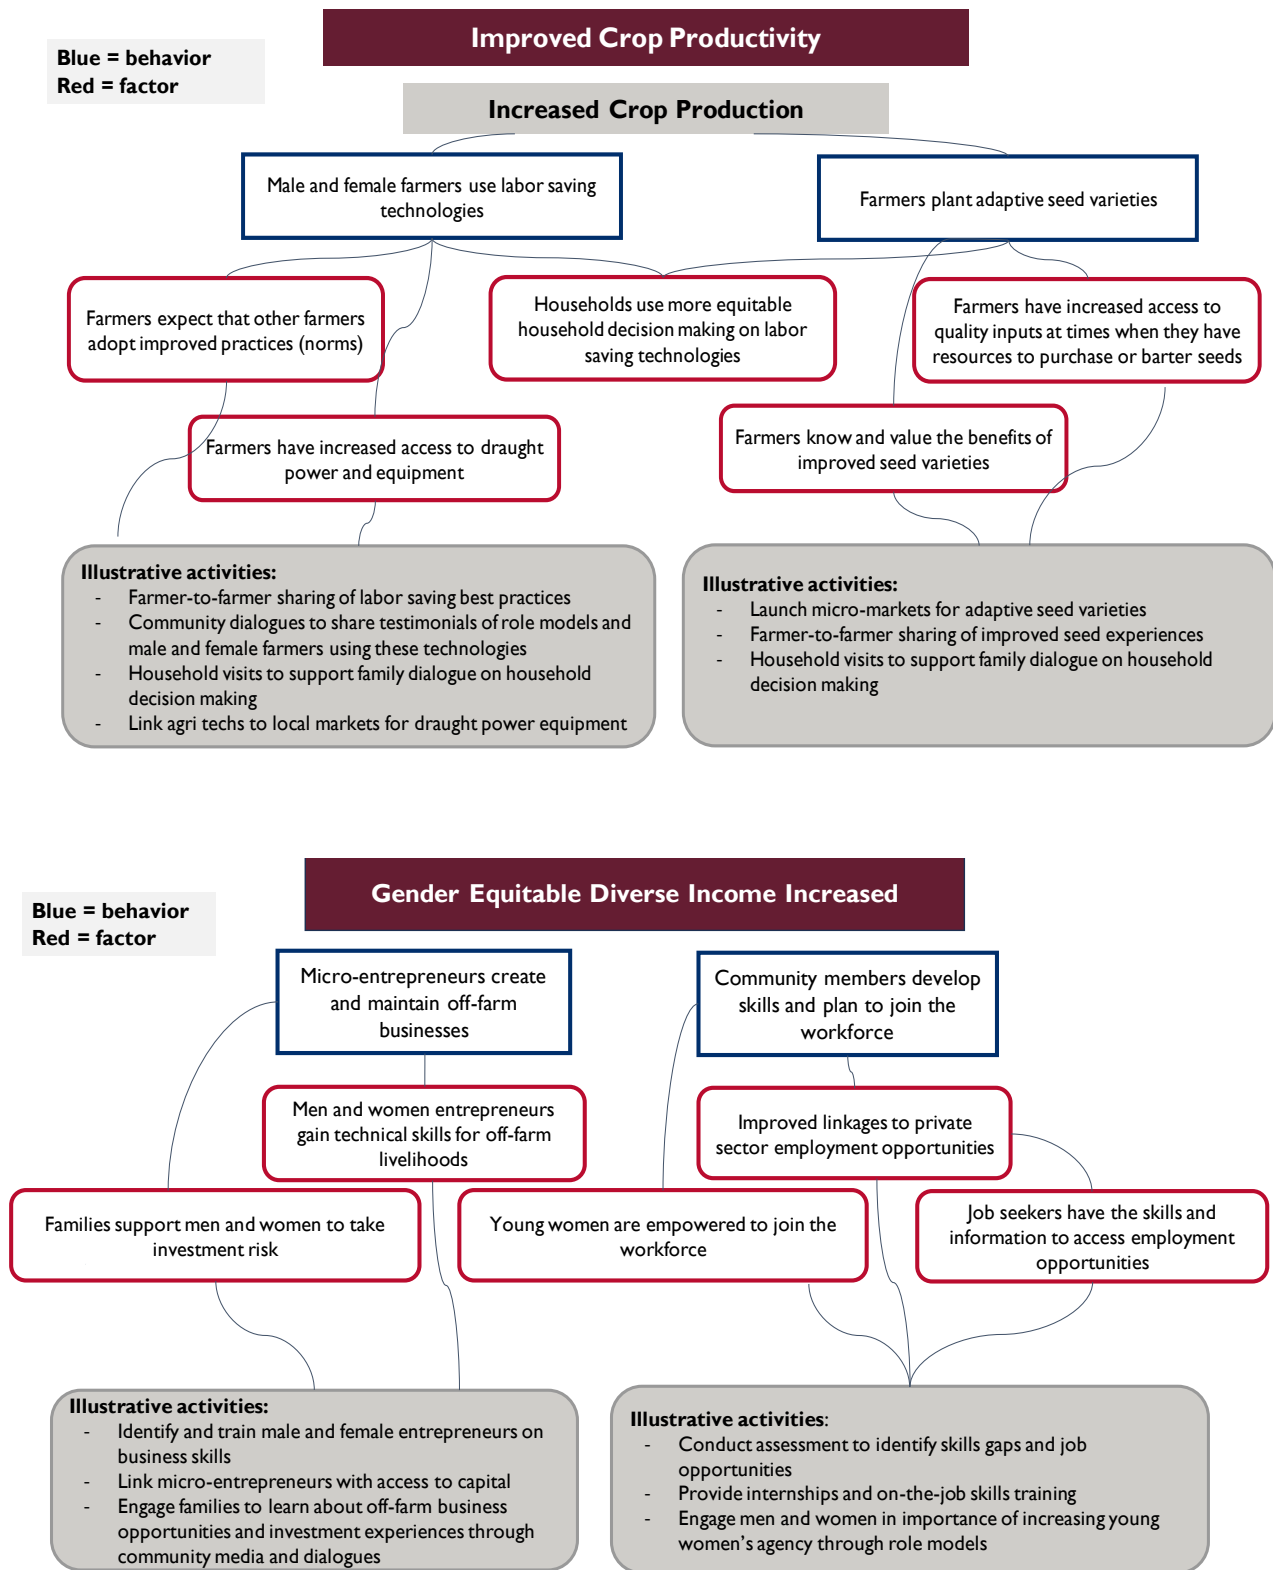 Improved Crop Productivity
Blue = behavior
Red = factor
Increased Crop Production
Male and female farmers use labor saving
technologies
Farmers plant adaptive seed varieties
Farmers expect that other farmers
adopt improved practices (norms)
Households use more equitable
household decision making on labor
saving technologies
Farmers have increased access to
quality inputs at times when they have
resources to purchase or barter seeds
Farmers have increased access to draught
power and equipment
Farmers know and value the benefits of
improved seed varieties
Illustrative activities:
- Farmer-to-farmer sharing of labor saving best practices
- Community dialogues to share testimonials of role models and
male and female farmers using these technologies
- Household visits to support family dialogue on household
decision making
- Link agri techs to local markets for draught power equipment
Illustrative activities:
- Launch micro-markets for adaptive seed varieties
- Farmer-to-farmer sharing of improved seed experiences
- Household visits to support family dialogue on household
decision making
Gender Equitable Diverse Income Increased
Blue = behavior
Red = factor
Micro-entrepreneurs create
and maintain off-farm
businesses
Community members develop
skills and plan to join the
workforce
Men and women entrepreneurs
gain technical skills for off-farm
livelihoods
Improved linkages to private
sector employment opportunities
Families support men and women to take
investment risk
Young women are empowered to join the
workforce
Job seekers have the skills and
information to access employment
opportunities
Illustrative activities:
- Identify and train male and female entrepreneurs on
business skills
- Link micro-entrepreneurs with access to capital
- Engage families to learn about off-farm business
opportunities and investment experiences through
community media and dialogues
Illustrative activities:
- Conduct assessment to identify skills gaps and job
opportunities
- Provide internships and on-the-job skills training
- Engage men and women in importance of increasing young
women's agency through role models